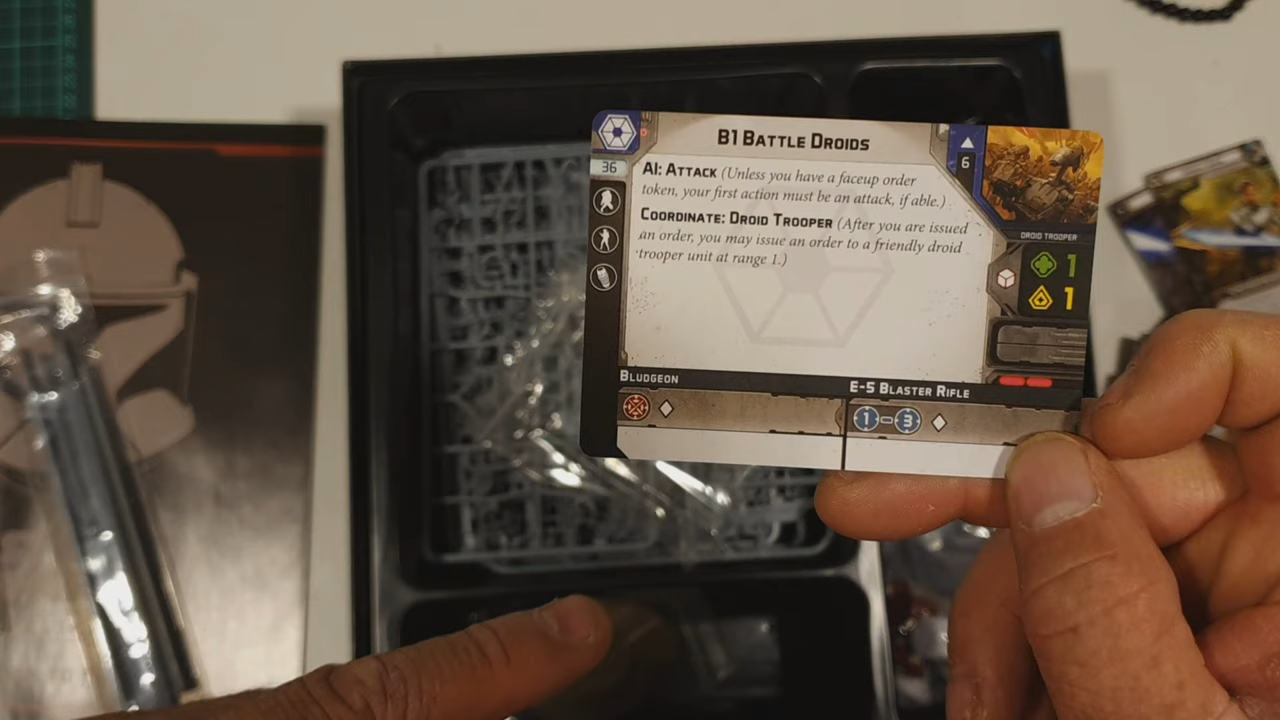 B1 BATTLE DROIDS
36
6
AI: ATTACK (Unless you have a faceup order
token, your first action must be an attack, if able.)
COORDINATE: DROID TROOPER (After you are issued
an order, you may issue an order to a friendly droid
trooper unit at range 1.)
DROID TROOPER
1
1
BLUDGEON
E-5 BLASTER RIFLE
1-3